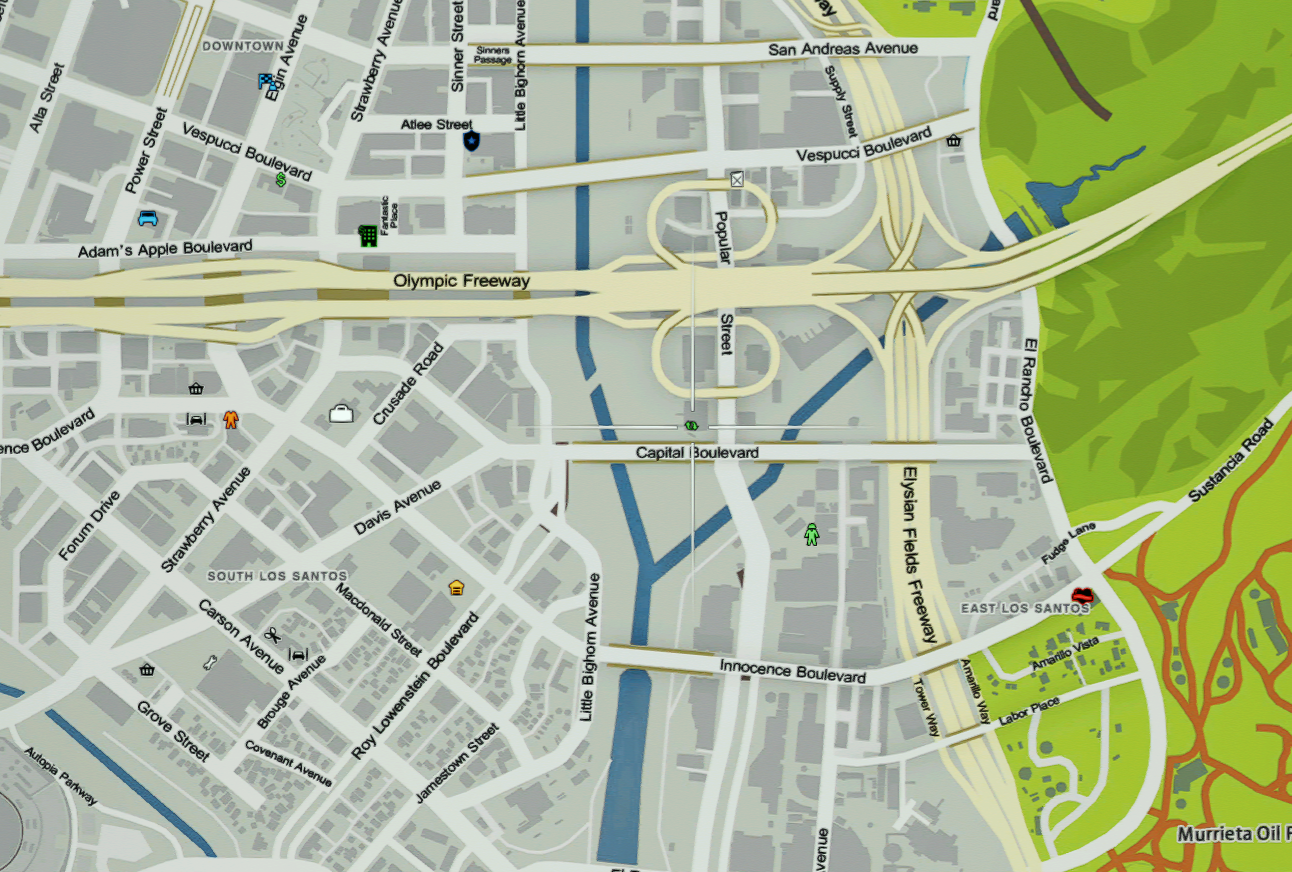 San Andreas Avenue
DOWNTOWN
Sinners
Passage
Alta Street
Elgin Avenue
Strawberry Avenue
Sinner Street
Little Bighorn Avenue
Supply Street
Atlee Street
Vespucci Boulevard
Vespucci Boulevard
Power Street
Fantastic
Place
Adam's Apple Boulevard
Popular
Street
Olympic Freeway
Crusade Road
El Rancho Boulevard
ence Boulevard
Capital Boulevard
Sustancia Road
Forum Drive
Strawberry Avenue
Davis Avenue
Elysian Fields Freeway
Fudge Lane
SOUTH LOS SANTOS
EAST LOS SANTOS
Carson Avenue
Macdonald Street
Little Bighorn Avenue
Innocence Boulevard
Amarillo Vista
Amarillo Way
Tower Way
Labor Place
Brouge Avenue
Roy Lowenstein Boulevard
Grove Street
Covenant Avenue
Jamestown Street
Autopia Parkway
Murrieta Oil F
venue